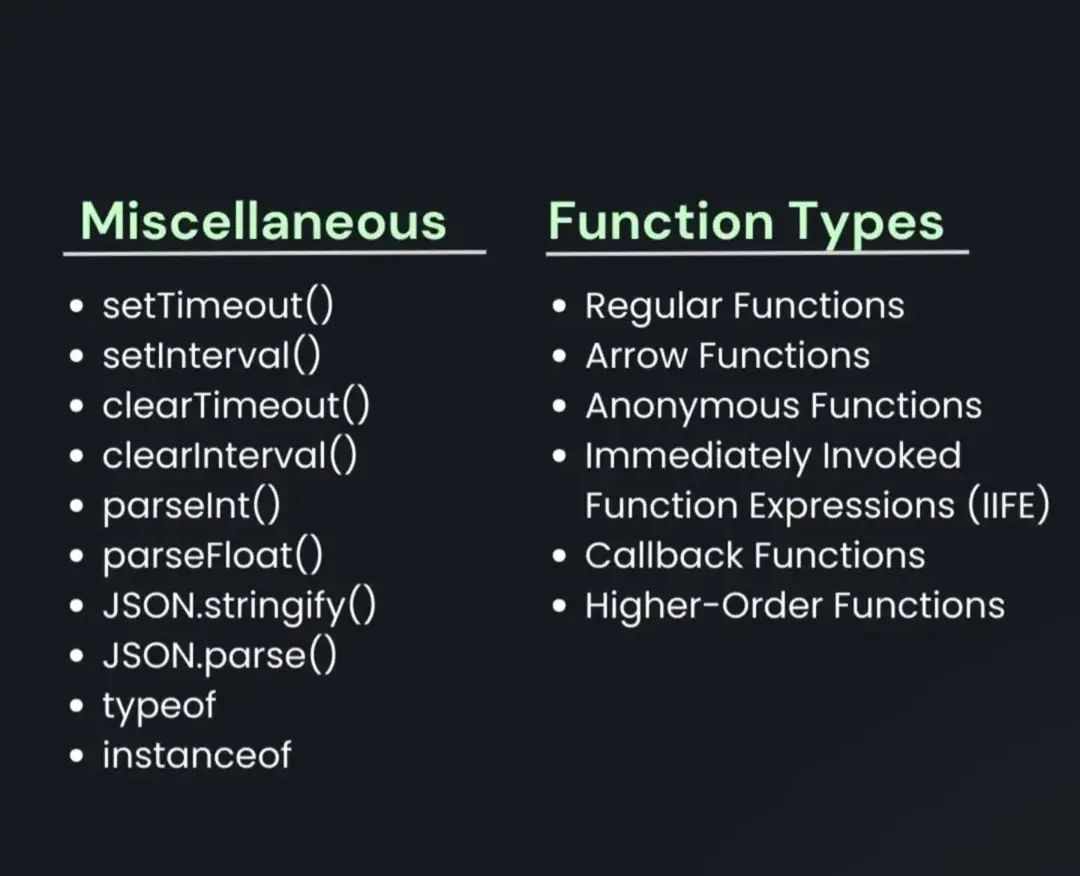 Miscellaneous
• setTimeout()
• setInterval()
• clearTimeout()
• clearInterval()
• parseInt()
• parseFloat()
• JSON.stringify()
• JSON.parse()
• typeof
• instanceof
Function Types
• Regular Functions
• Arrow Functions
• Anonymous Functions
• Immediately Invoked
Function Expressions (IIFE)
• Callback Functions
• Higher-Order Functions